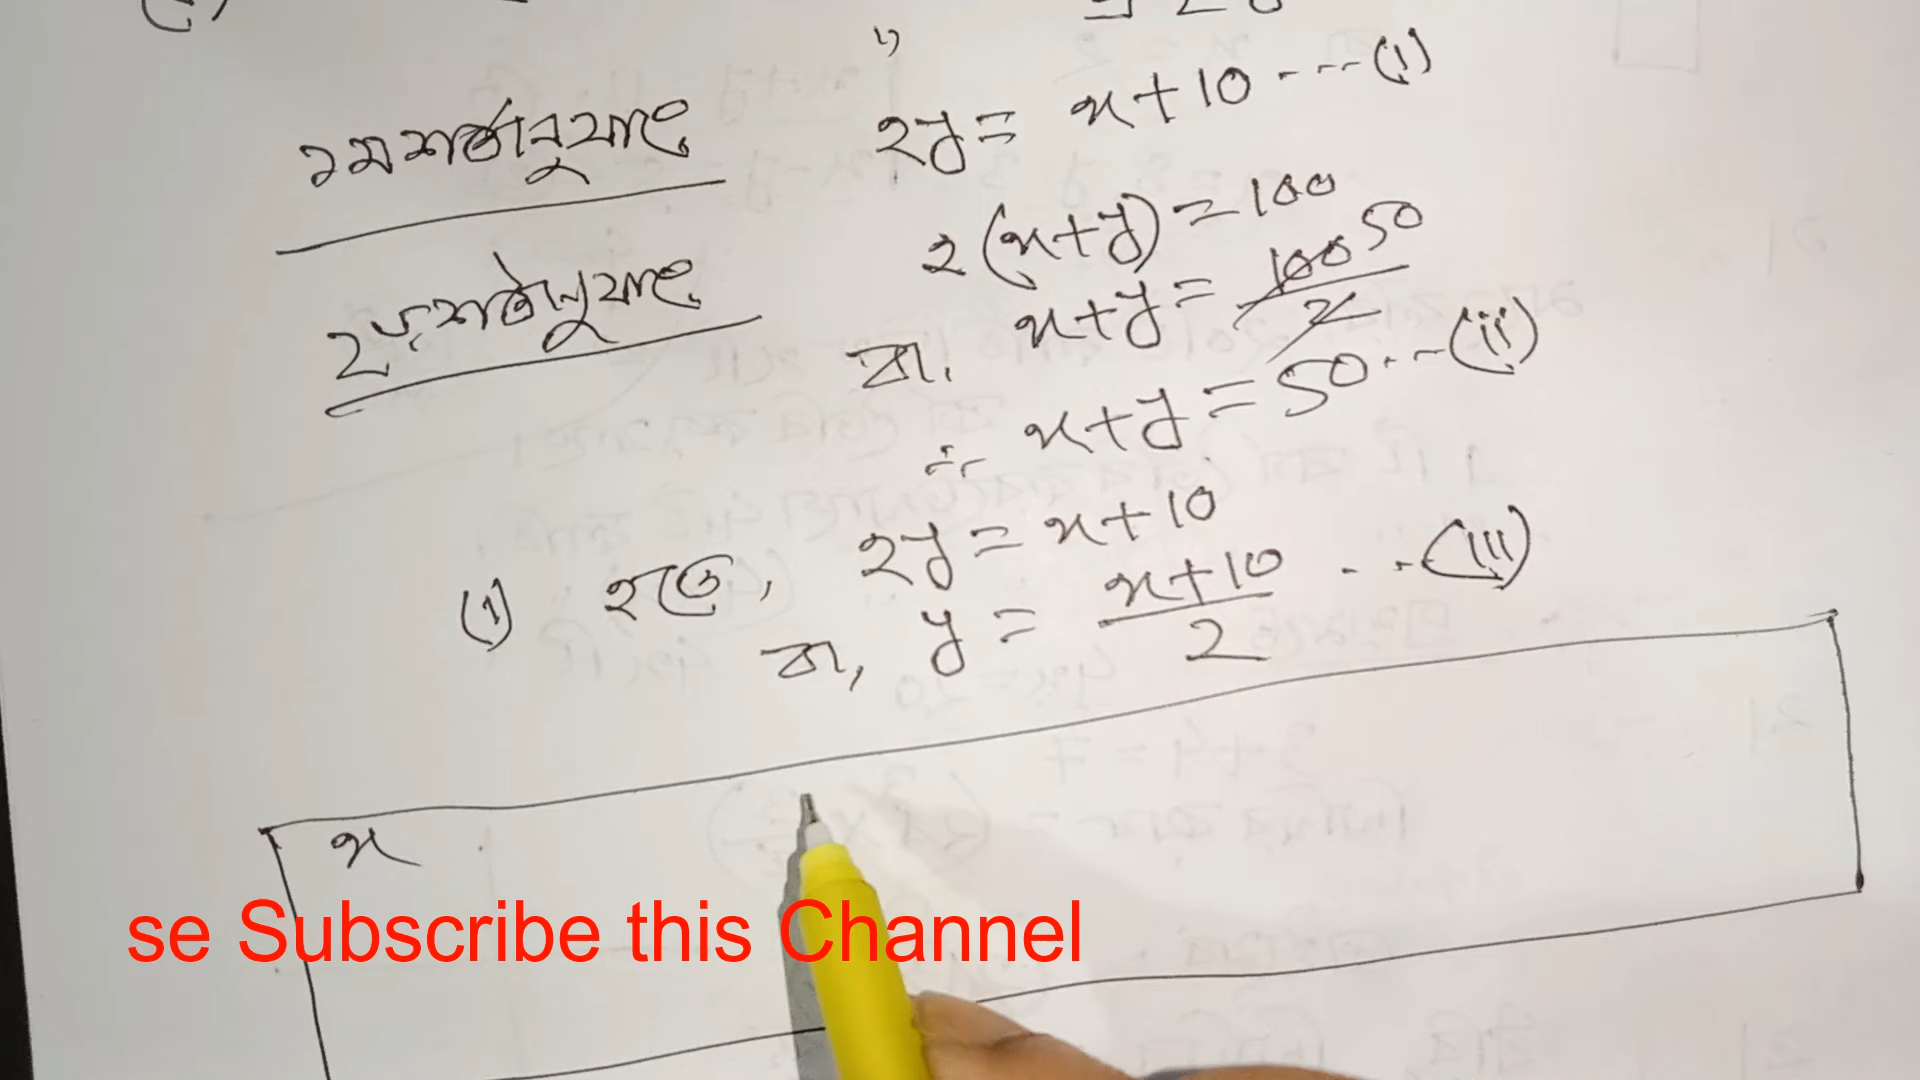 ১ম শর্তানুযায়ী
2y = x+10 --- (i)
২য় শর্তানুযায়ী
2(x+y) = 100
বা, x+y = 100/2 50
∴ x+y = 50 --- (ii)
(i) হতে, 2y = x+10
বা, y = x+10/2 --- (iii)
x
se Subscribe this Channel